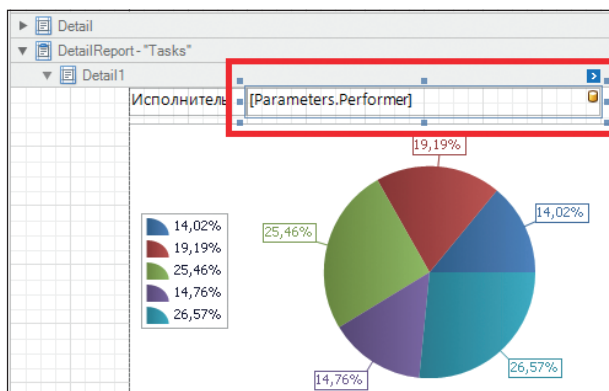 Detail
DetailReport - "Tasks"
Detail1
Исполнитель [Parameters.Performer]
19,19%
14,02%
25,46%
14,02%
19,19%
25,46%
14,76%
26,57%
26,57%
14,76%